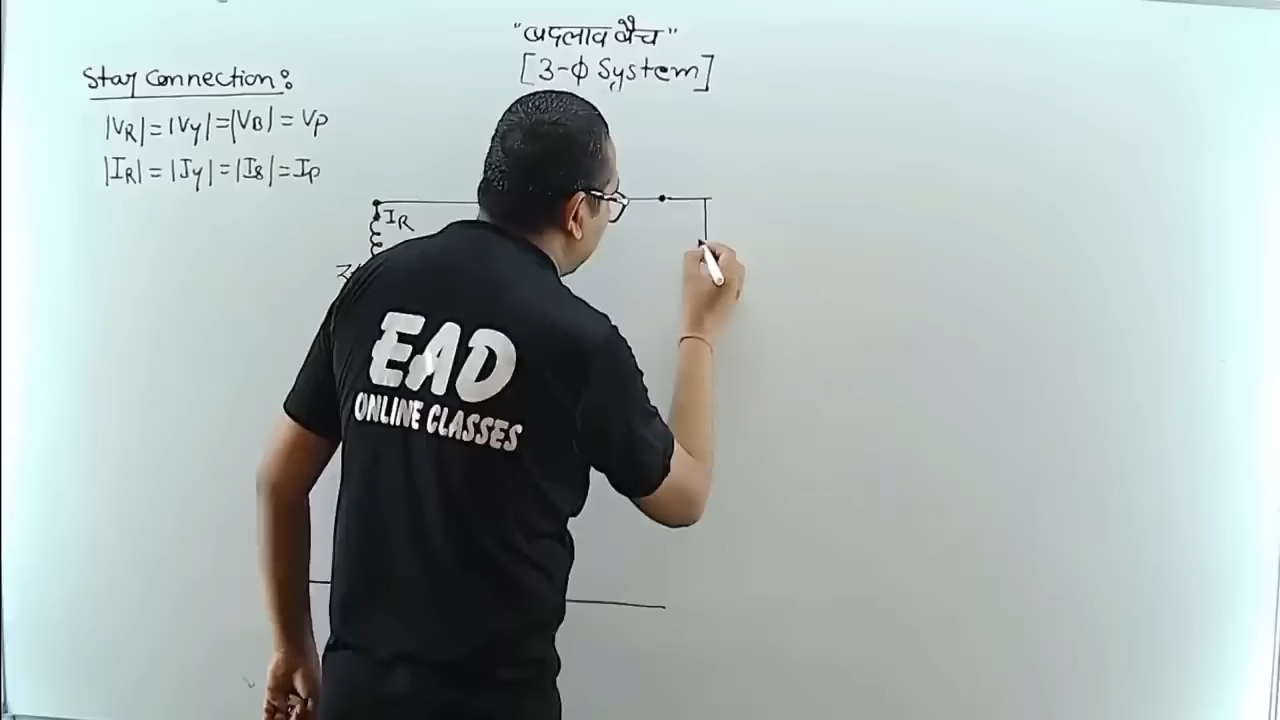 "बदलाव बैच"
[3-Φ System]
Star Connection:
|VR| = |Vy| = |VB| = Vp
|IR| = |Iy| = |IB| = Ip
IR
EAD
ONLINE CLASSES